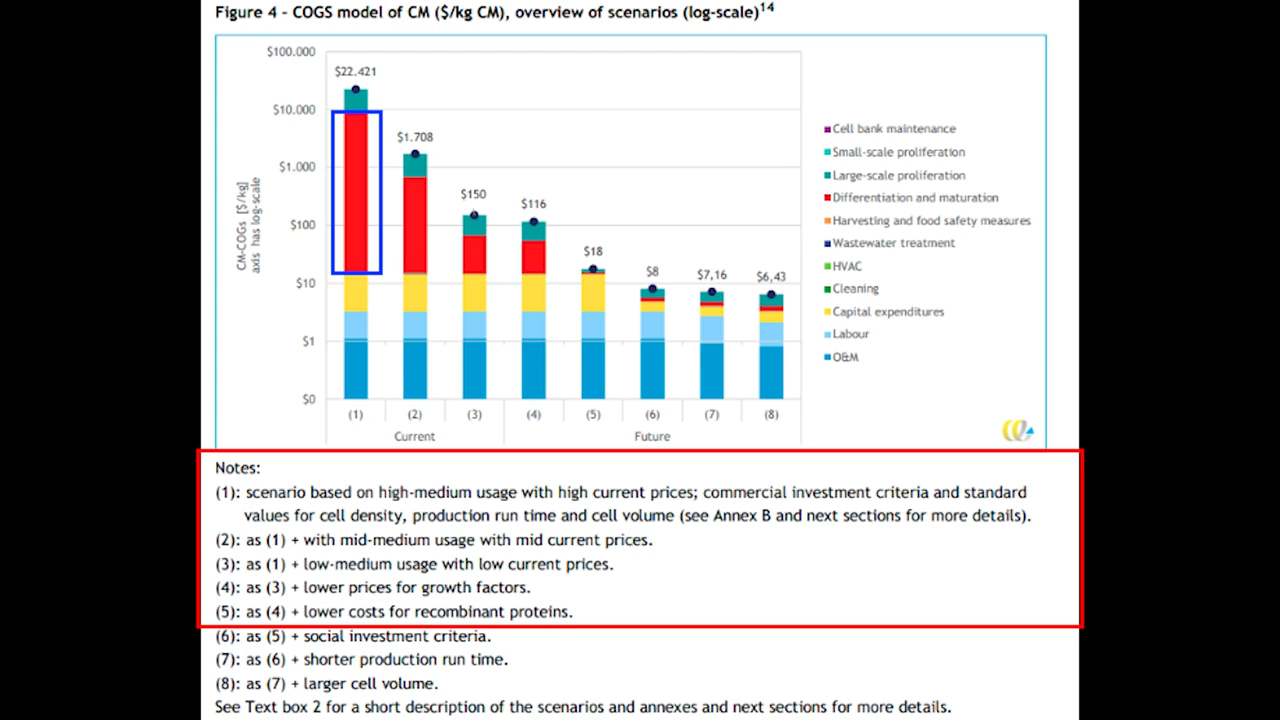 Figure 4 – COGS model of CM ($/kg CM), overview of scenarios (log-scale)14
$100.000
$22.421
$10.000
$1.708
$1.000
$150
$116
$100
$18
$10
$8
$7,16
$6,43
$1
$0
CM-COGs [$/kg]
axis has log-scale
(1)
(2)
(3)
(4)
(5)
(6)
(7)
(8)
Current
Future
Cell bank maintenance
Small-scale proliferation
Large-scale proliferation
Differentiation and maturation
Harvesting and food safety measures
Wastewater treatment
HVAC
Cleaning
Capital expenditures
Labour
O&M
Notes:
(1): scenario based on high-medium usage with high current prices; commercial investment criteria and standard
values for cell density, production run time and cell volume (see Annex B and next sections for more details).
(2): as (1) + with mid-medium usage with mid current prices.
(3): as (1) + low-medium usage with low current prices.
(4): as (3) + lower prices for growth factors.
(5): as (4) + lower costs for recombinant proteins.
(6): as (5) + social investment criteria.
(7): as (6) + shorter production run time.
(8): as (7) + larger cell volume.
See Text box 2 for a short description of the scenarios and annexes and next sections for more details.